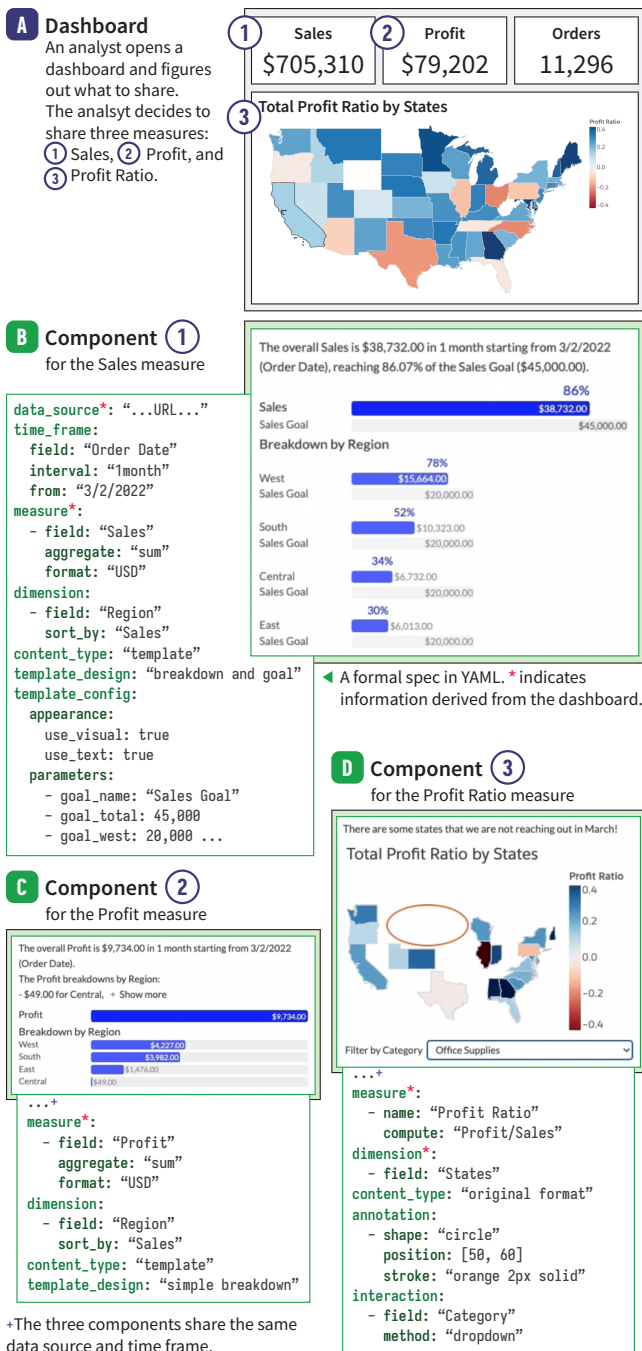 A Dashboard
An analyst opens a
dashboard and figures
out what to share.
The analsyt decides to
share three measures:
1 Sales, 2 Profit, and
3 Profit Ratio.
1 Sales
$705,310
2 Profit
$79,202
Orders
11,296
3 Total Profit Ratio by States
Profit Ratio
0.4
0.2
0.0
−0.2
−0.4
B Component 1
for the Sales measure
data_source*: “...URL...”
time_frame:
field: “Order Date”
interval: “1month”
from: “3/2/2022”
measure*:
- field: “Sales”
aggregate: “sum”
format: “USD”
dimension:
- field: “Region”
sort_by: “Sales”
content_type: “template”
template_design: “breakdown and goal”
template_config:
appearance:
use_visual: true
use_text: true
parameters:
- goal_name: “Sales Goal”
- goal_total: 45,000
- goal_west: 20,000 ...
The overall Sales is $38,732.00 in 1 month starting from 3/2/2022
(Order Date), reaching 86.07% of the Sales Goal ($45,000.00).
86%
Sales $38,732.00
Sales Goal $45,000.00
Breakdown by Region
78%
West $15,664.00
Sales Goal $20,000.00
52%
South $10,323.00
Sales Goal $20,000.00
34%
Central $6,732.00
Sales Goal $20,000.00
30%
East $6,013.00
Sales Goal $20,000.00
◀ A formal spec in YAML. * indicates
information derived from the dashboard.
C Component 2
for the Profit measure
The overall Profit is $9,734.00 in 1 month starting from 3/2/2022
(Order Date).
The Profit breakdowns by Region:
- $49.00 for Central, + Show more
Profit $9,734.00
Breakdown by Region
West $4,227.00
South $3,982.00
East $1,476.00
Central $49.00
...+
measure*:
- field: “Profit”
aggregate: “sum”
format: “USD”
dimension:
- field: “Region”
sort_by: “Sales”
content_type: “template”
template_design: “simple breakdown”
+The three components share the same
data source and time frame.
D Component 3
for the Profit Ratio measure
There are some states that we are not reaching out in March!
Total Profit Ratio by States
Profit Ratio
0.4
0.2
0.0
−0.2
−0.4
Filter by Category Office Supplies
...+
measure*:
- name: “Profit Ratio”
compute: “Profit/Sales”
dimension*:
- field: “States”
content_type: “original format”
annotation:
- shape: “circle”
position: [50, 60]
stroke: “orange 2px solid”
interaction:
- field: “Category”
method: “dropdown”